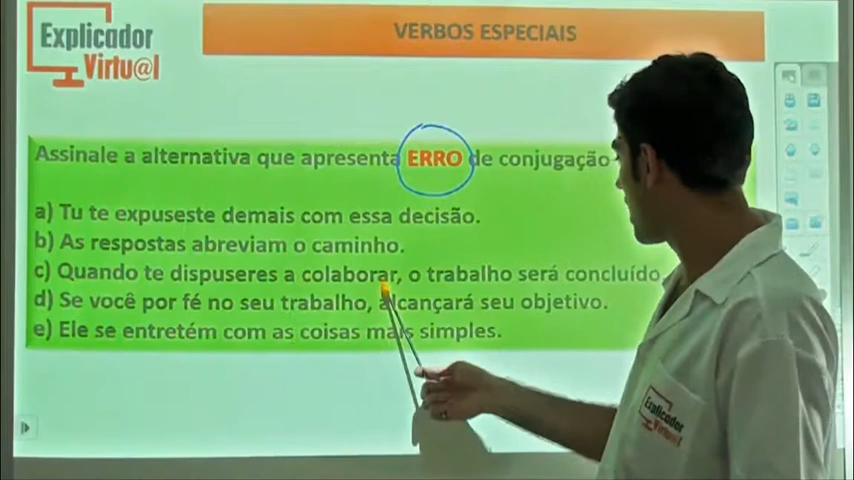 Explicador
Virtu@l
VERBOS ESPECIAIS
Assinale a alternativa que apresenta ERRO de conjugação
a) Tu te expuseste demais com essa decisão.
b) As respostas abreviam o caminho.
c) Quando te dispuseres a colaborar, o trabalho será concluído
d) Se você por fé no seu trabalho, alcançará seu objetivo.
e) Ele se entretém com as coisas mais simples.
Explicador
Virtu@l